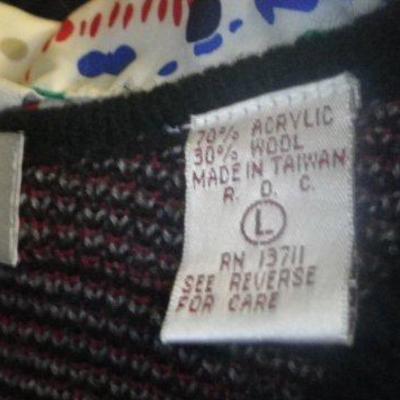 70% ACRYLIC
30% WOOL
MADE IN TAIWAN
R. O. C.
L
RN 13711
SEE REVERSE
FOR CARE